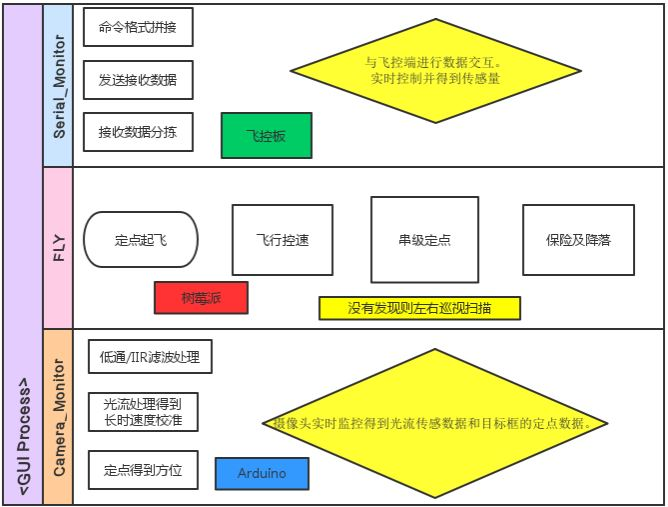 <GUI Process>
Serial_Monitor
命令格式拼接
发送接收数据
接收数据分拣
飞控板
与飞控端进行数据交互。
实时控制并得到传感量
FLY
定点起飞
飞行控速
串级定点
保险及降落
树莓派
没有发现则左右巡视扫描
Camera_Monitor
低通/IIR滤波处理
光流处理得到
长时速度校准
定点得到方位
Arduino
摄像头实时监控得到光流传感数据和目标框的定点数据。